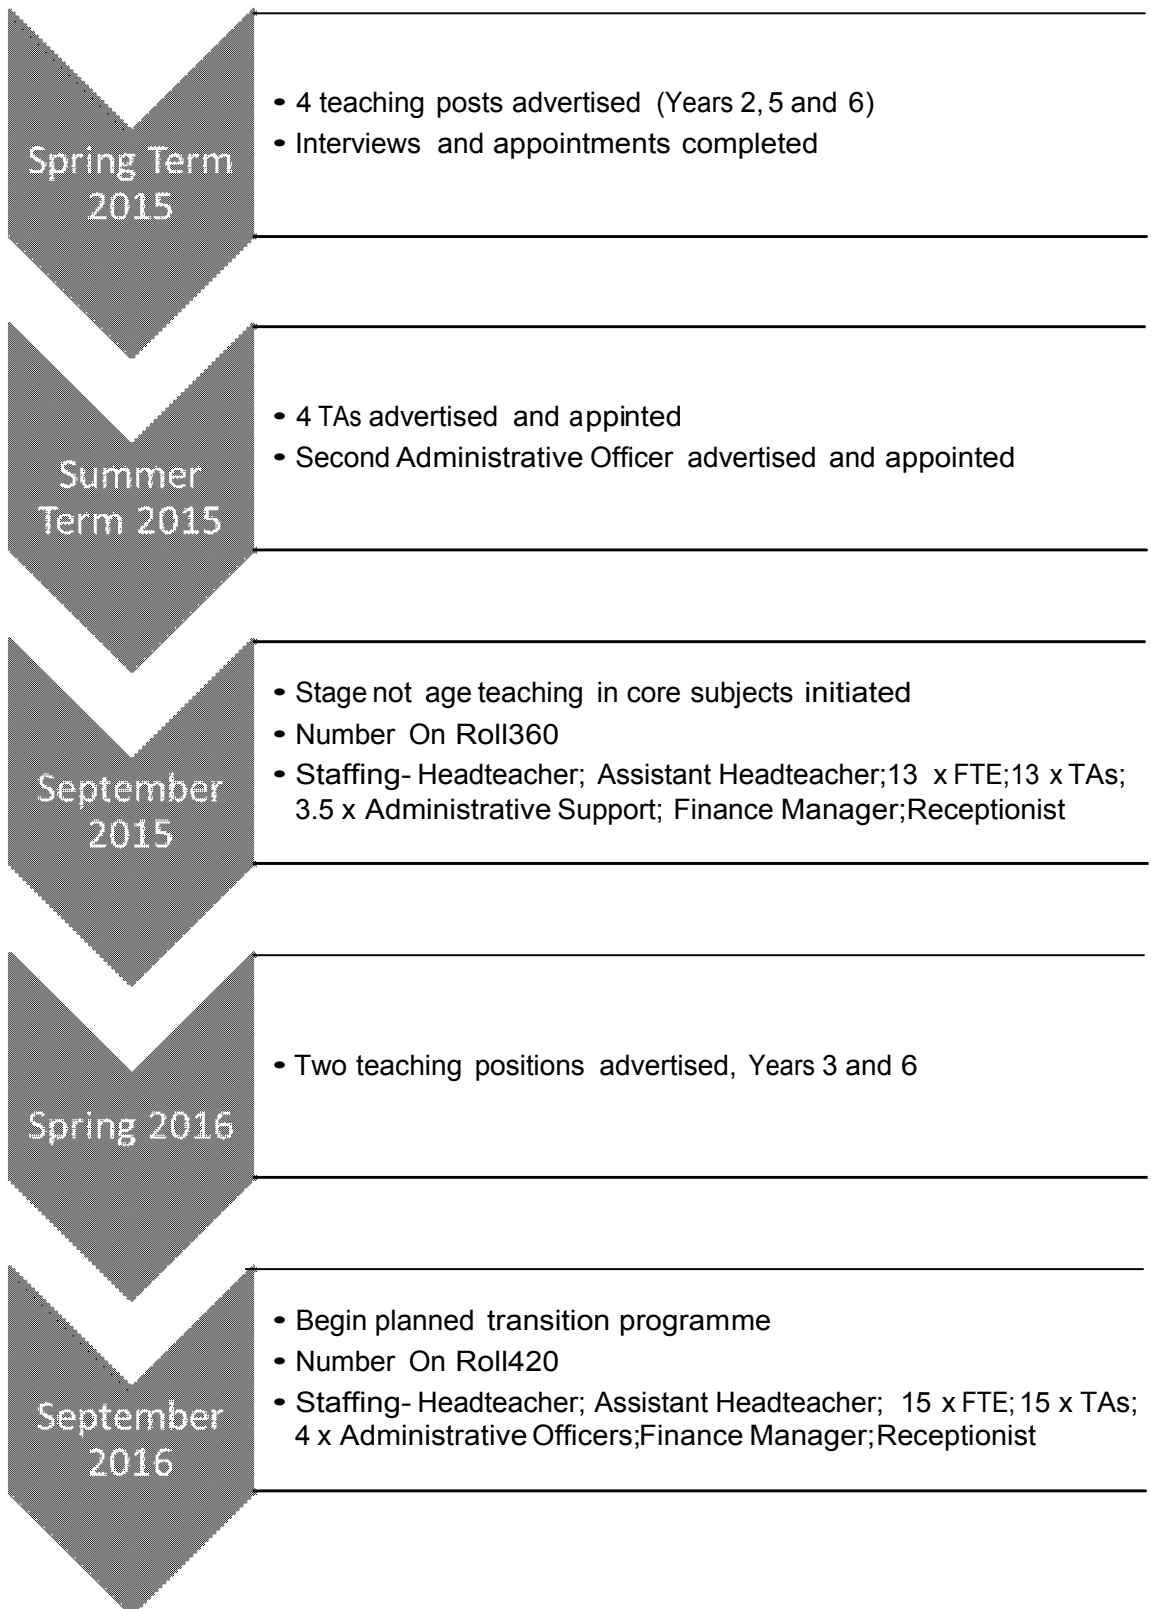 Spring Term
2015
• 4 teaching posts advertised (Years 2, 5 and 6)
• Interviews and appointments completed
Summer
Term 2015
• 4 TAs advertised and appinted
• Second Administrative Officer advertised and appointed
September
2015
• Stage not age teaching in core subjects initiated
• Number On Roll360
• Staffing- Headteacher; Assistant Headteacher;13 x FTE;13 x TAs;
3.5 x Administrative Support; Finance Manager;Receptionist
Spring 2016
• Two teaching positions advertised, Years 3 and 6
September
2016
• Begin planned transition programme
• Number On Roll420
• Staffing- Headteacher; Assistant Headteacher; 15 x FTE; 15 x TAs;
4 x Administrative Officers;Finance Manager;Receptionist